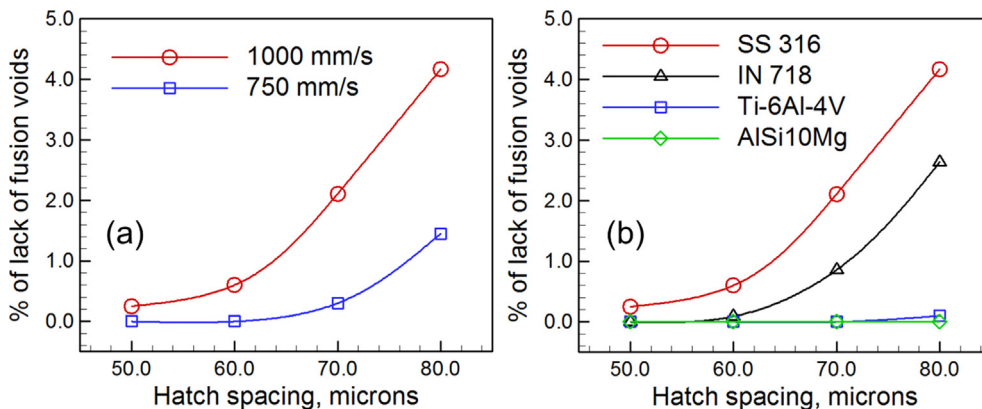 % of lack of fusion voids
5.0
4.0
3.0
2.0
1.0
0.0
1000 mm/s
750 mm/s
(a)
50.0 60.0 70.0 80.0
Hatch spacing, microns
% of lack of fusion voids
5.0
4.0
3.0
2.0
1.0
0.0
SS 316
IN 718
Ti-6Al-4V
AlSi10Mg
(b)
50.0 60.0 70.0 80.0
Hatch spacing, microns